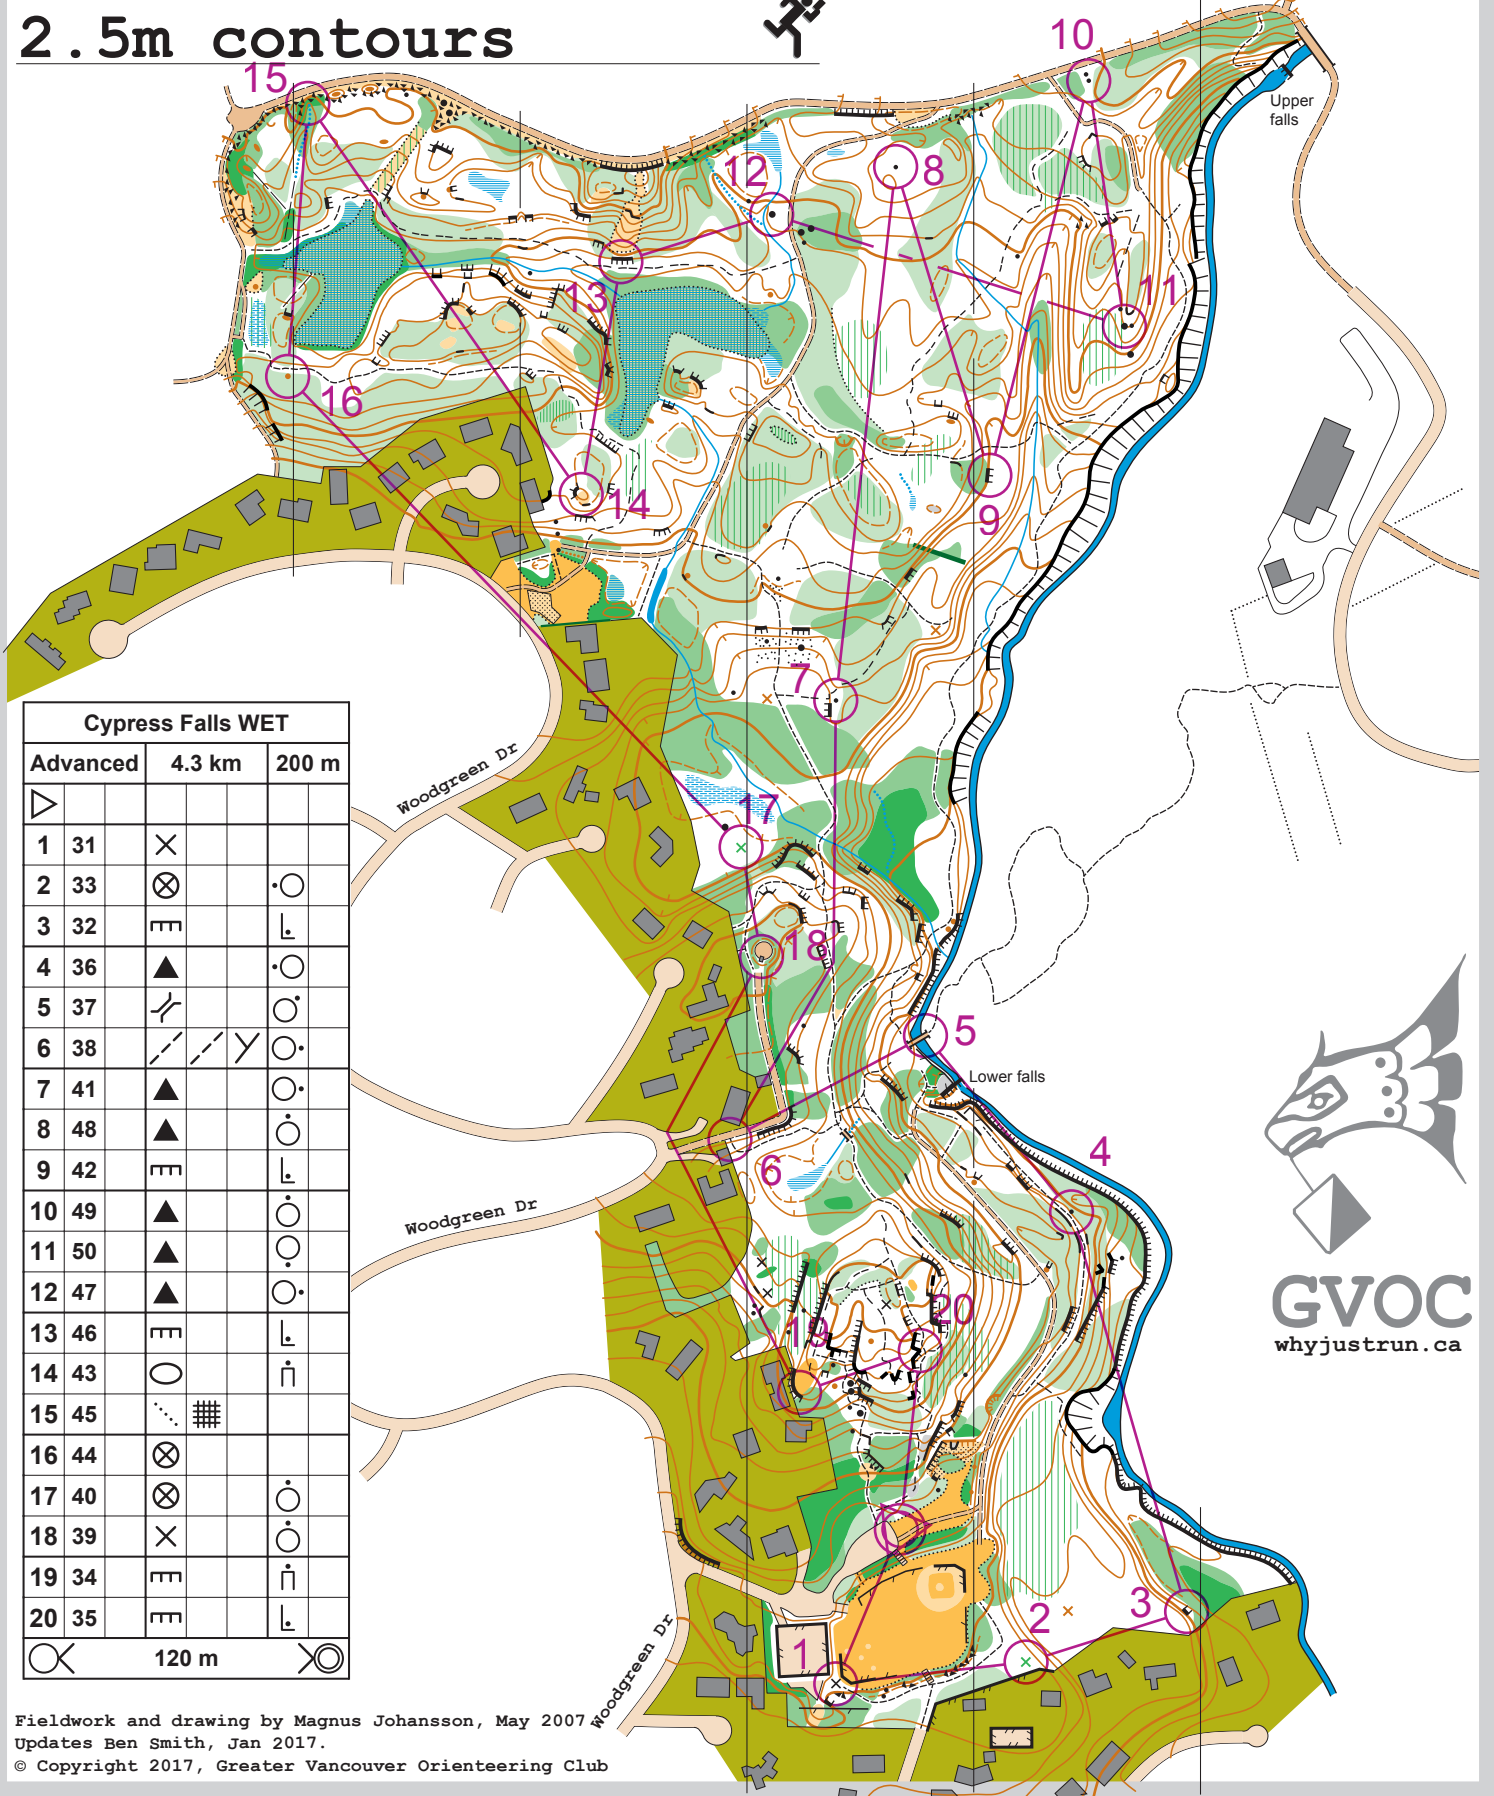 2.5m contours
10
15
Upper
falls
12
8
11
13
16
14
9
7
Cypress Falls WET
Advanced 4.3 km 200 m
1 31
2 33
3 32
4 36
5 37
6 38
7 41
8 48
9 42
10 49
11 50
12 47
13 46
14 43
15 45
16 44
17 40
18 39
19 34
20 35
120 m
Woodgreen Dr
17
18
5
Lower falls
4
6
Woodgreen Dr
20
19
GVOC
whyjustrun.ca
3
2
1
Woodgreen Dr
Fieldwork and drawing by Magnus Johansson, May 2007
Updates Ben Smith, Jan 2017.
© Copyright 2017, Greater Vancouver Orienteering Club